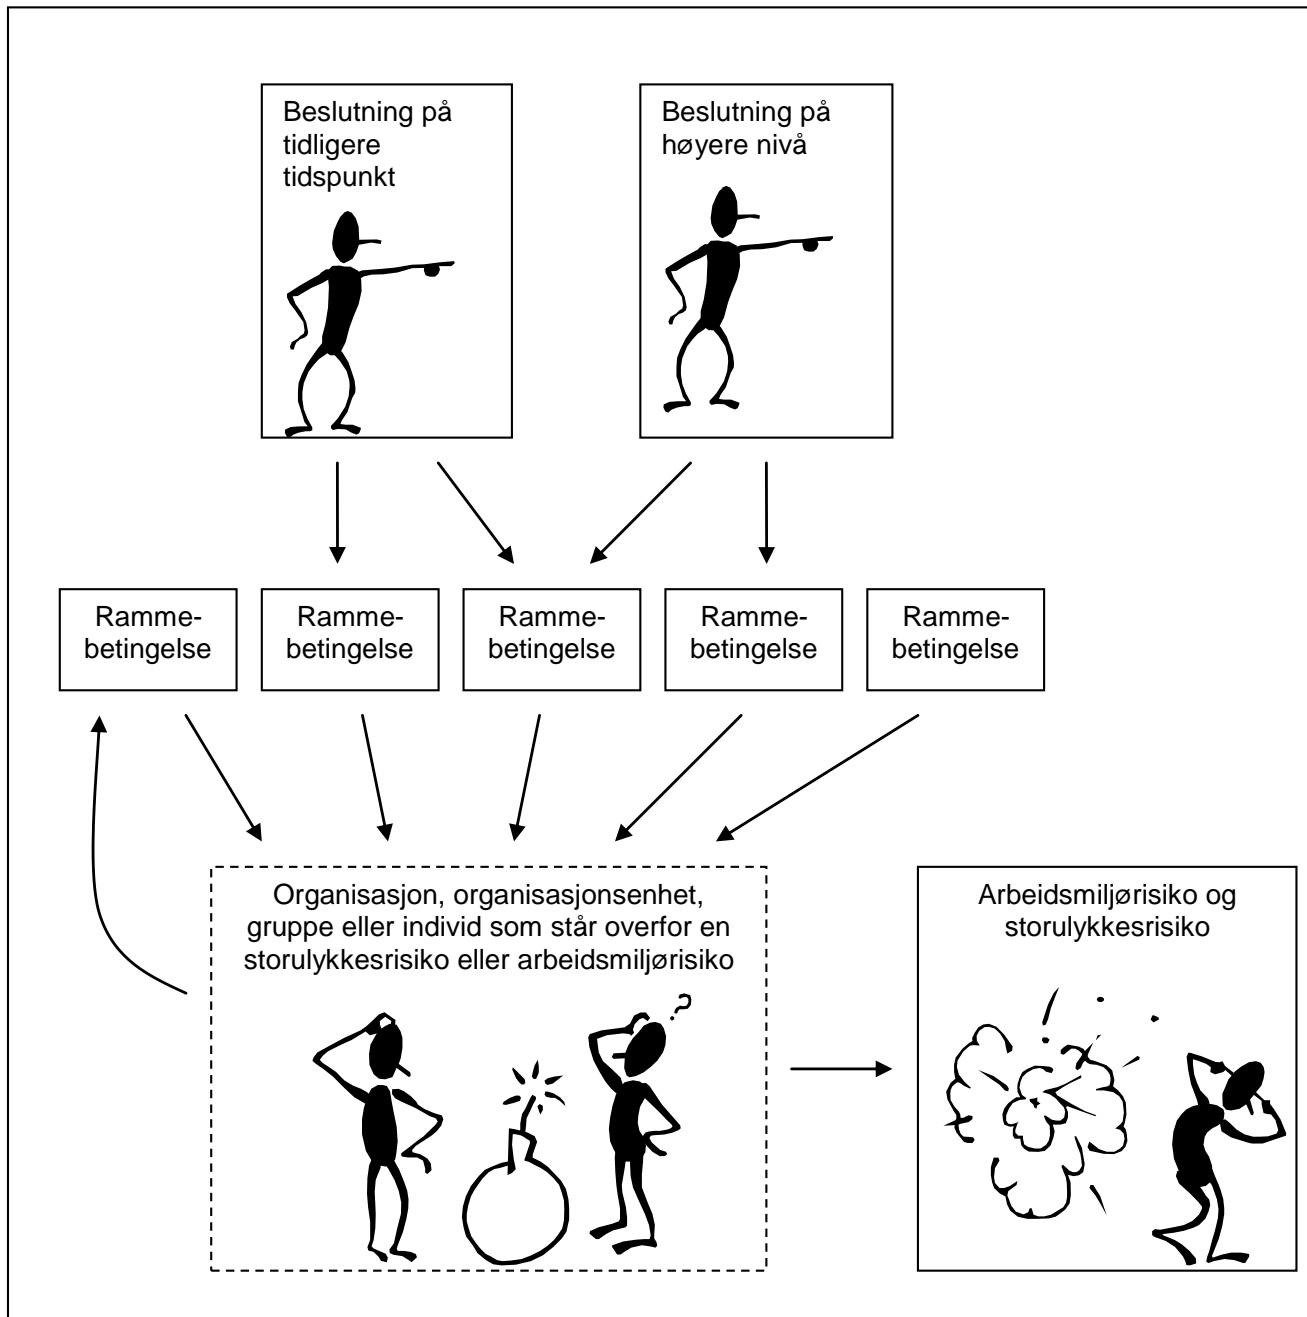 Beslutning på
tidligere
tidspunkt
Beslutning på
høyere nivå
Ramme-
betingelse
Ramme-
betingelse
Ramme-
betingelse
Ramme-
betingelse
Ramme-
betingelse
Organisasjon, organisasjonsenhet,
gruppe eller individ som står overfor en
storulykkesrisiko eller arbeidsmiljørisiko
?
Arbeidsmiljørisiko og
storulykkesrisiko